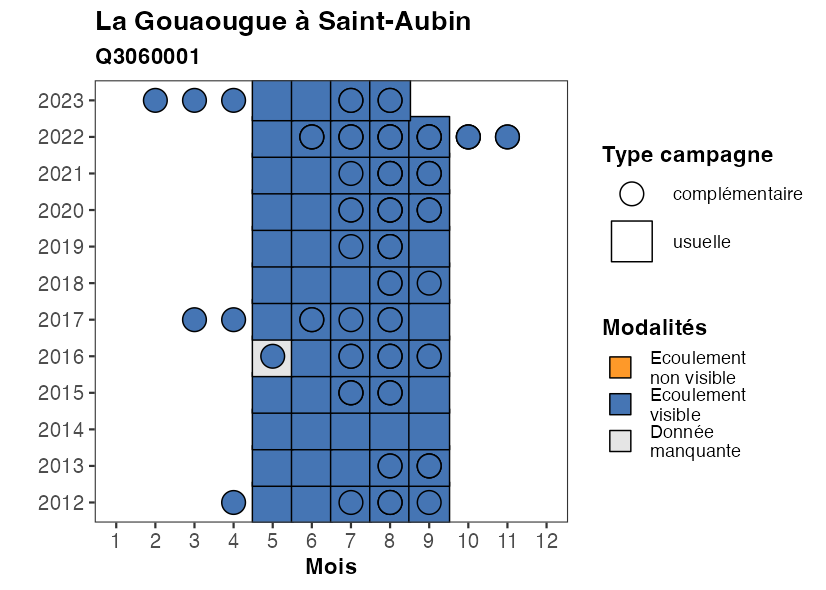 La Gouaougue à Saint-Aubin
Q3060001
2023
2022
2021
2020
2019
2018
2017
2016
2015
2014
2013
2012
1 2 3 4 5 6 7 8 9 10 11 12
Mois
Type campagne
complémentaire
usuelle
Modalités
Ecoulement
non visible
Ecoulement
visible
Donnée
manquante